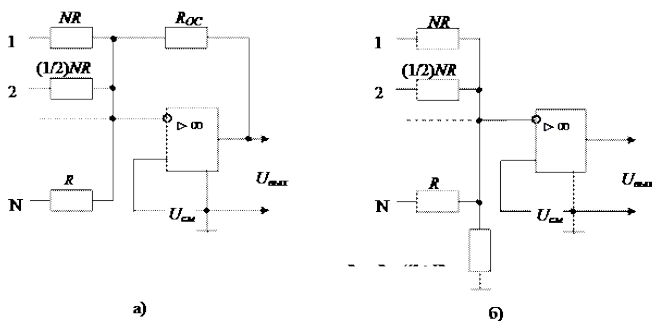 1
NR
R_OC
2
(1/2)NR
▷ ∞
N
R
U_см
U_вых
а)
1
NR
2
(1/2)NR
▷ ∞
N
R
U_см
U_вых
б)